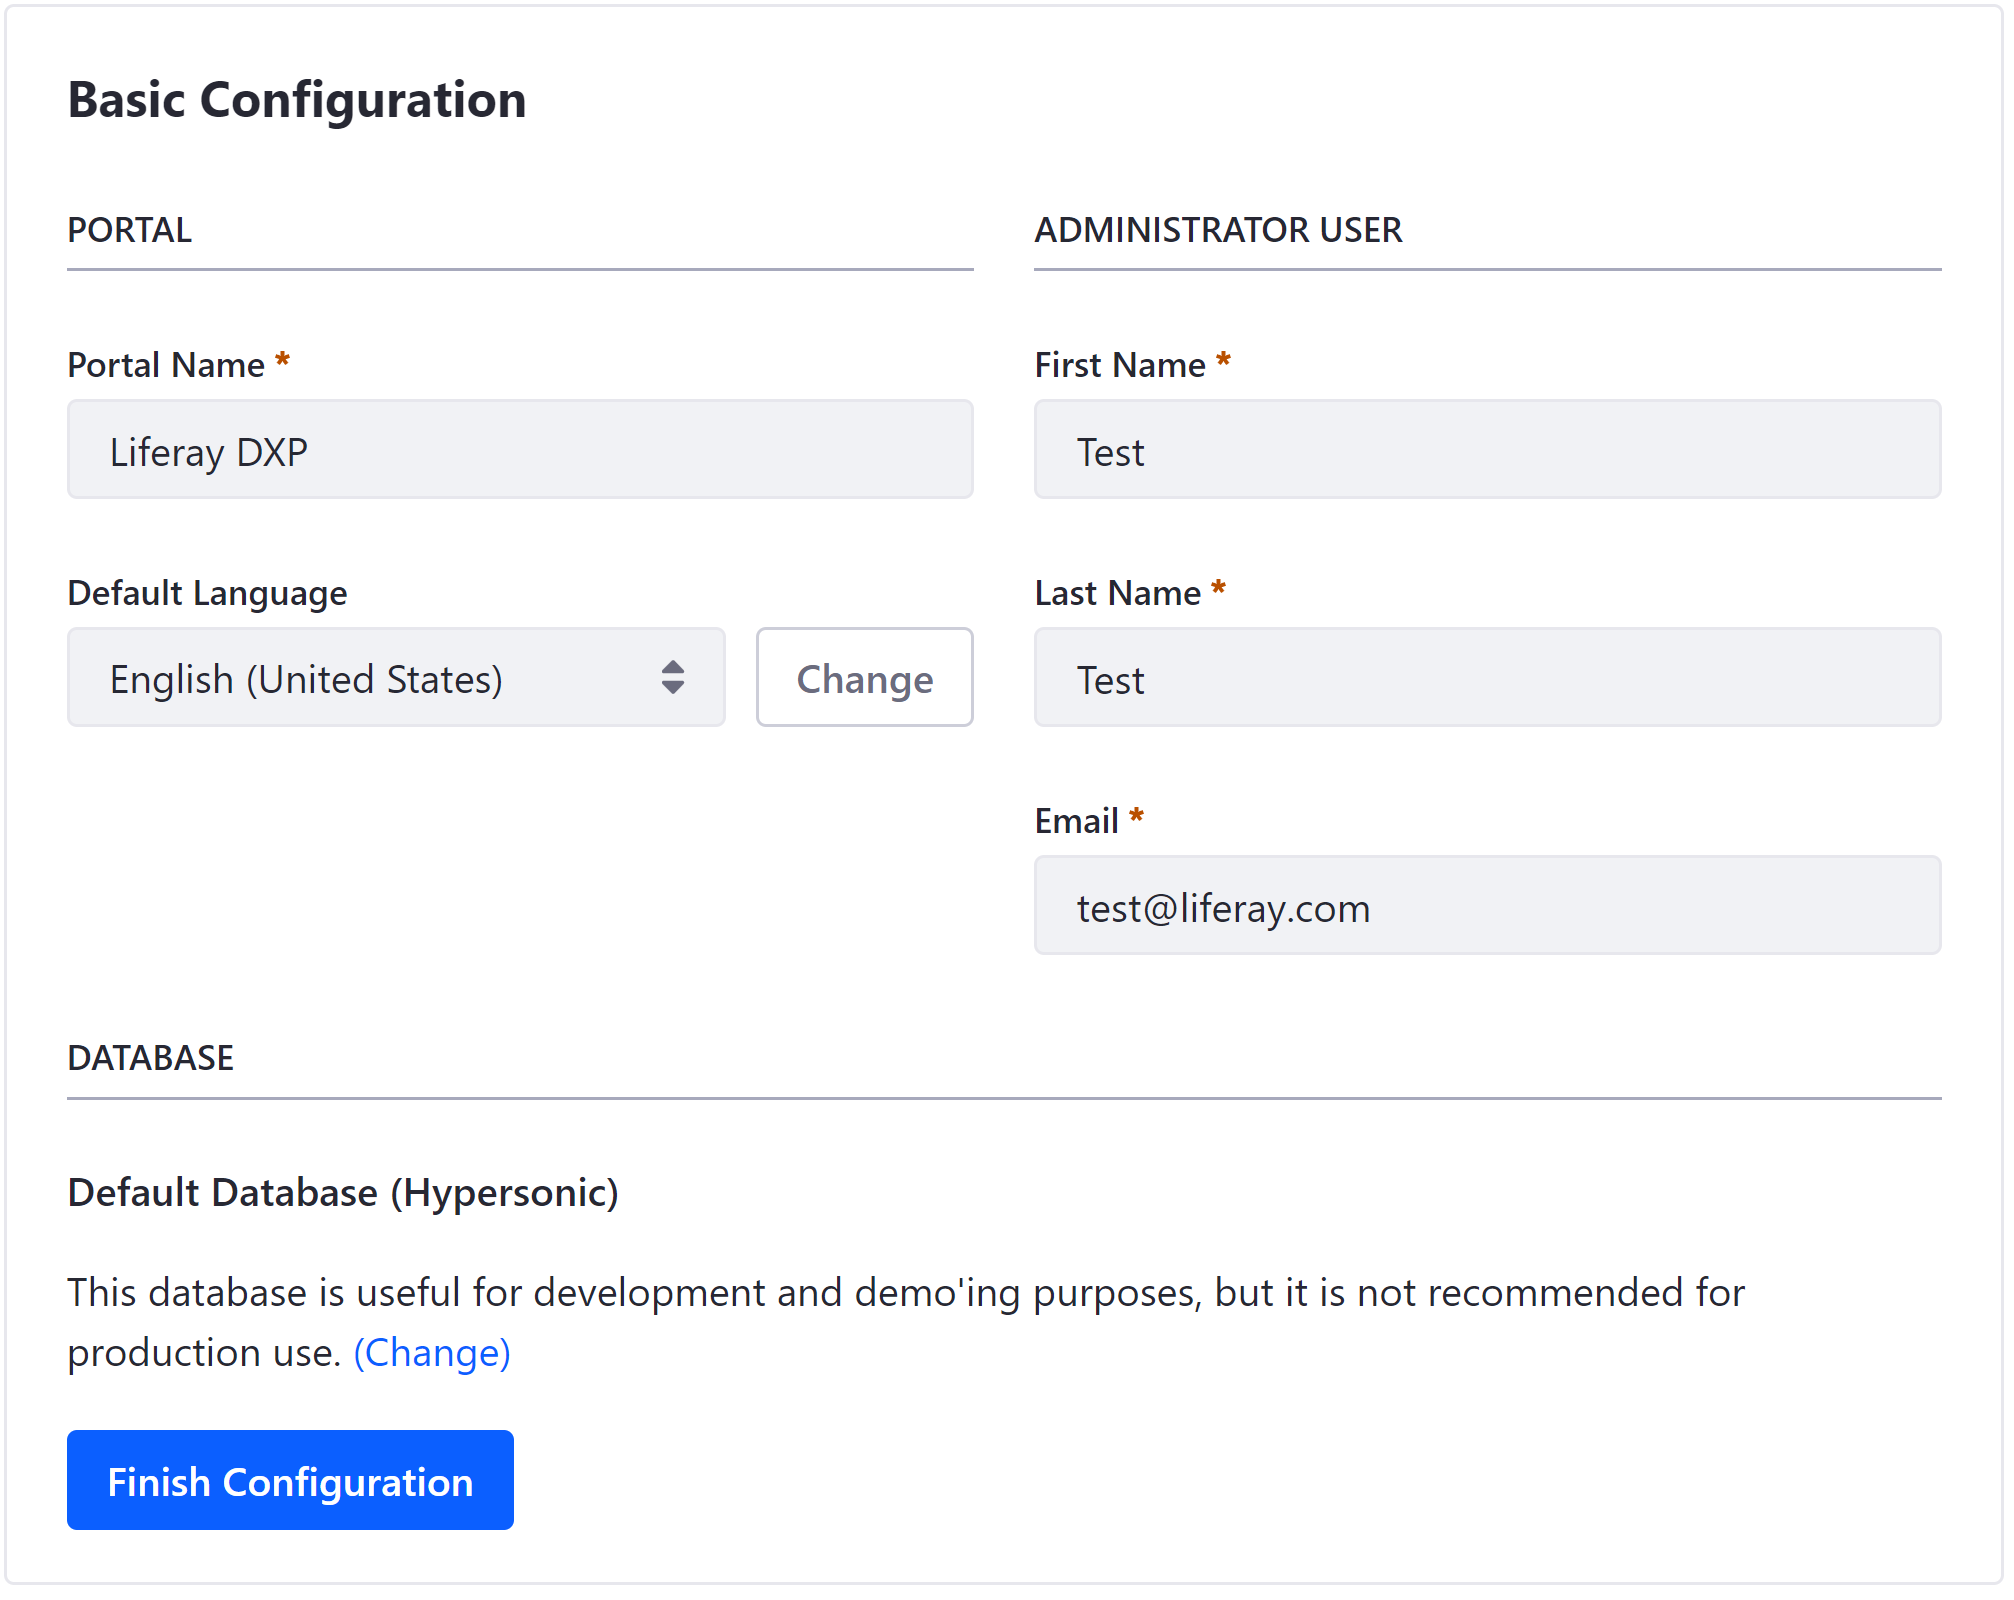 Basic Configuration
PORTAL
Portal Name *
Liferay DXP
Default Language
English (United States)
Change
ADMINISTRATOR USER
First Name *
Test
Last Name *
Test
Email *
test@liferay.com
DATABASE
Default Database (Hypersonic)
This database is useful for development and demo'ing purposes, but it is not recommended for
production use. (Change)
Finish Configuration